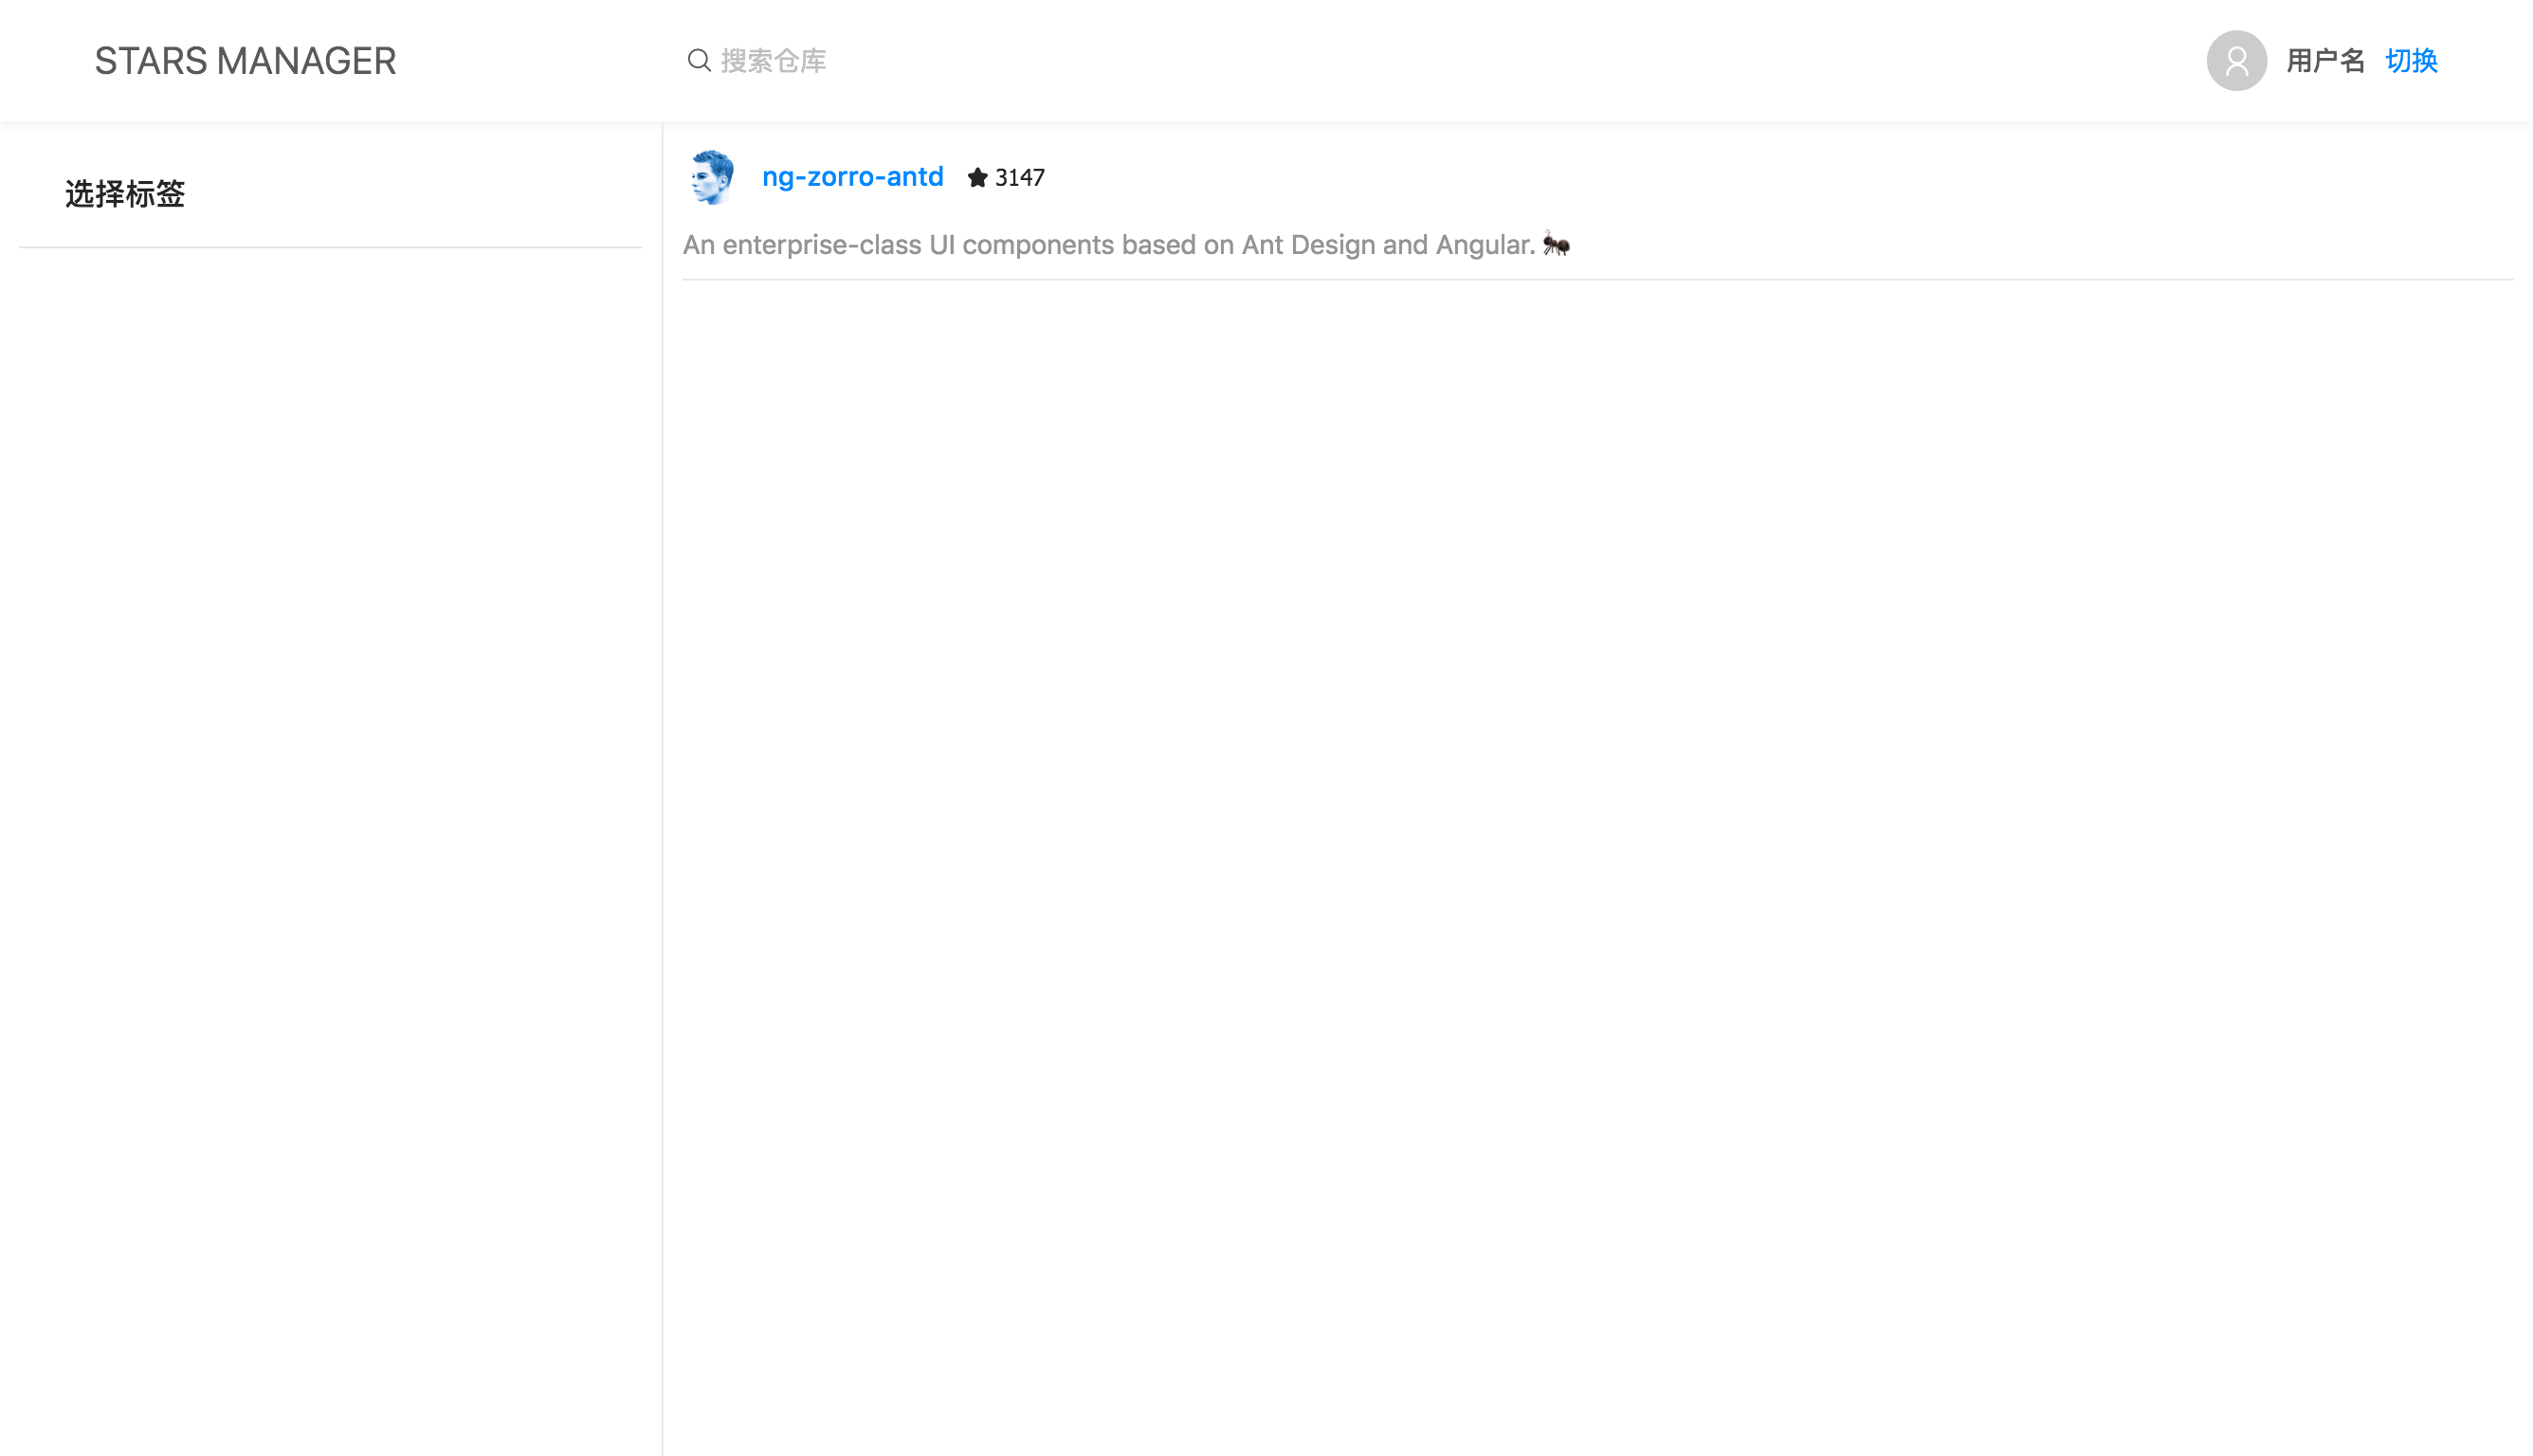 STARS MANAGER
搜索仓库
用户名 切换
选择标签
ng-zorro-antd ★ 3147
An enterprise-class UI components based on Ant Design and Angular. 🐜